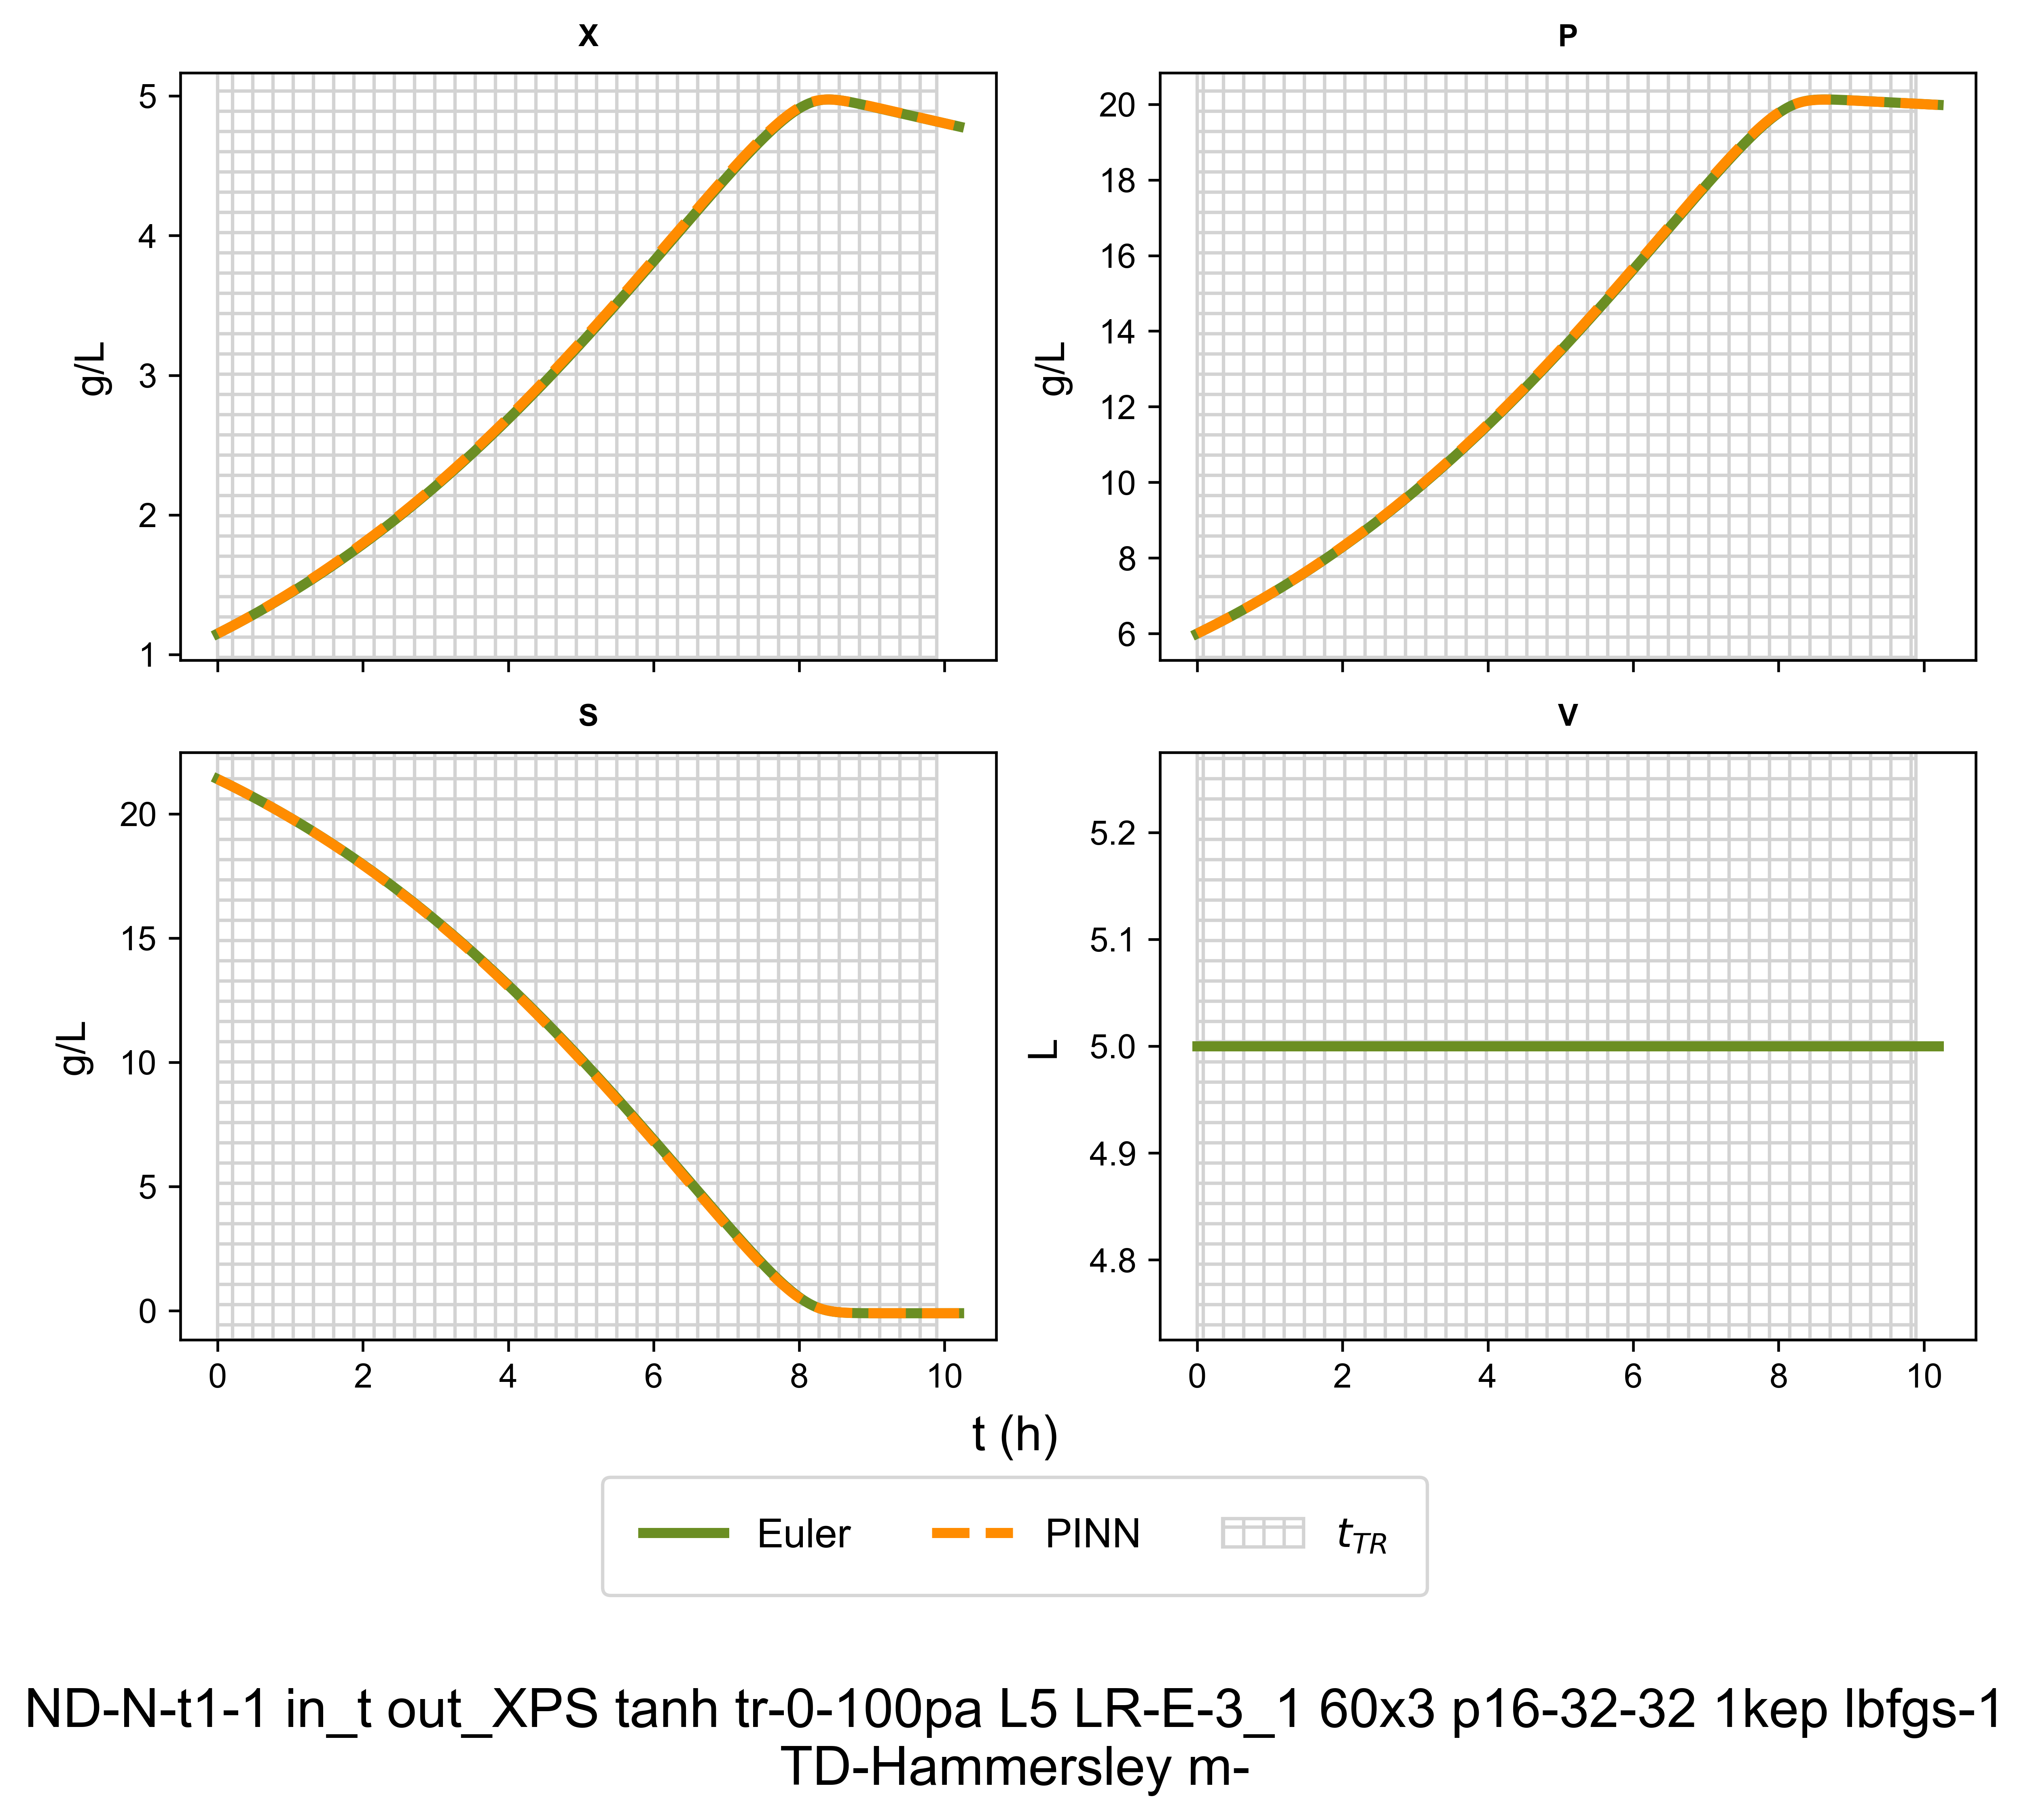 X
5
4
3
2
1
g/L
P
20
18
16
14
12
10
8
6
g/L
S
20
15
10
5
0
g/L
0 2 4 6 8 10
V
5.2
5.1
5.0
4.9
4.8
L
0 2 4 6 8 10
t (h)
Euler PINN t_TR
ND-N-t1-1 in_t out_XPS tanh tr-0-100pa L5 LR-E-3_1 60x3 p16-32-32 1kep lbfgs-1
TD-Hammersley m-